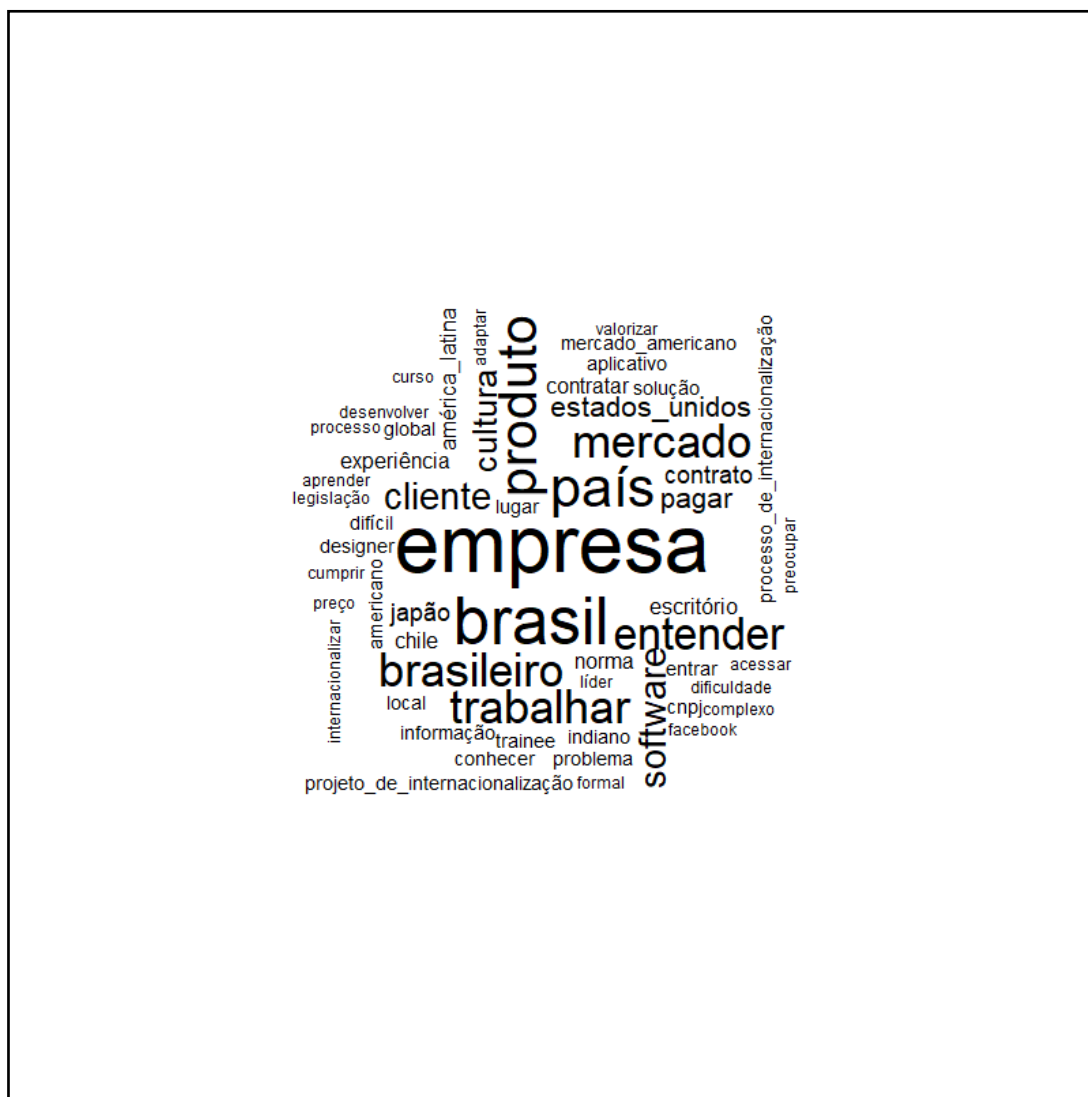 américa_latina
adaptar
produto
valorizar
mercado_americano
processo_de_internacionalização
aplicativo
curso
cultura
contratar
solução
desenvolver
estados_unidos
processo
global
mercado
experiência
contrato
aprender
cliente
país
pagar
legislação
lugar
difícil
preocupar
designer
empresa
cumprir
americano
preço
japão
brasil
escritório
internacionalizar
chile
entender
brasileiro
norma
software
entrar
acessar
líder
dificuldade
local
trabalhar
cnpj
complexo
informação
trainee
indiano
facebook
conhecer
problema
projeto_de_internacionalização
formal